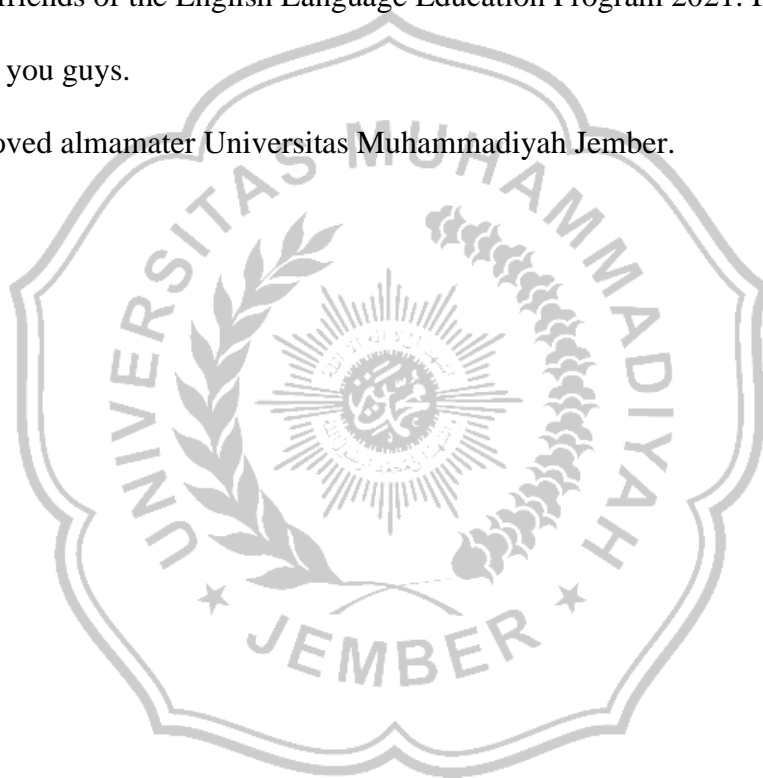 friends of the English Language Education Program 2021.
you guys.
oved almamater Universitas Muhammadiyah Jember.
UNIVERSITAS MUHAMMADIYAH
JEMBER